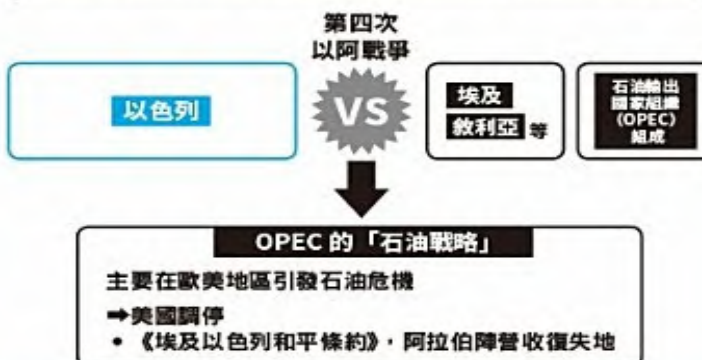 第四次
以阿戰爭
以色列
VS
埃及
敘利亞 等
石油輸出
國家組織
(OPEC)
組成
OPEC 的「石油戰略」
主要在歐美地區引發石油危機
➡美國調停
• 《埃及以色列和平條約》，阿拉伯陣營收復失地